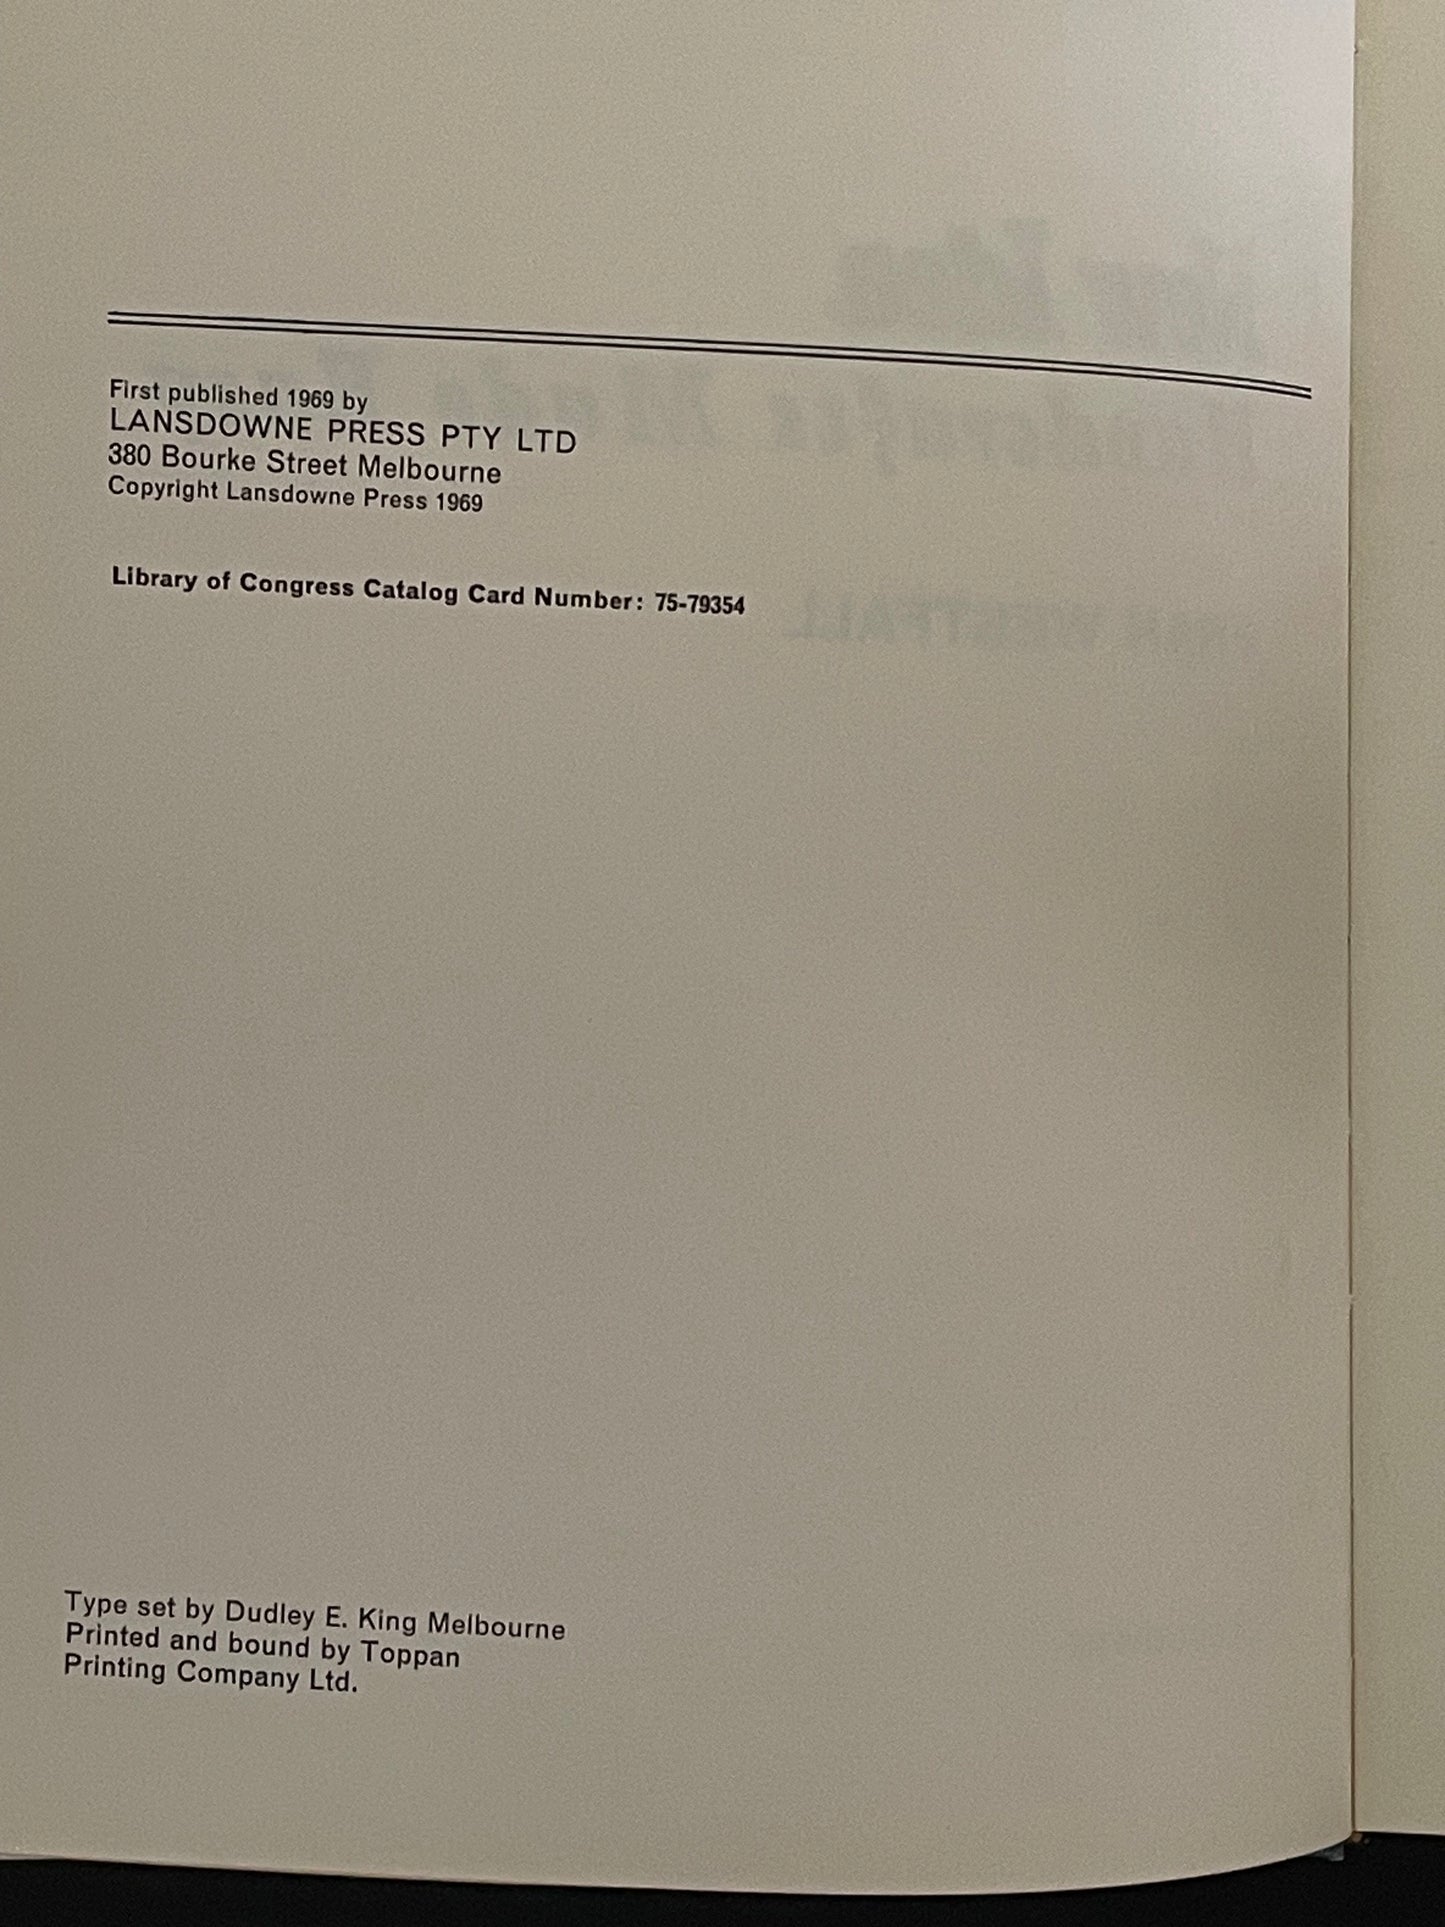 First published 1969 by
LANSDOWNE PRESS PTY LTD
380 Bourke Street Melbourne
Copyright Lansdowne Press 1969
Library of Congress Catalog Card Number: 75-79354
Type set by Dudley E. King Melbourne
Printed and bound by Toppan
Printing Company Ltd.